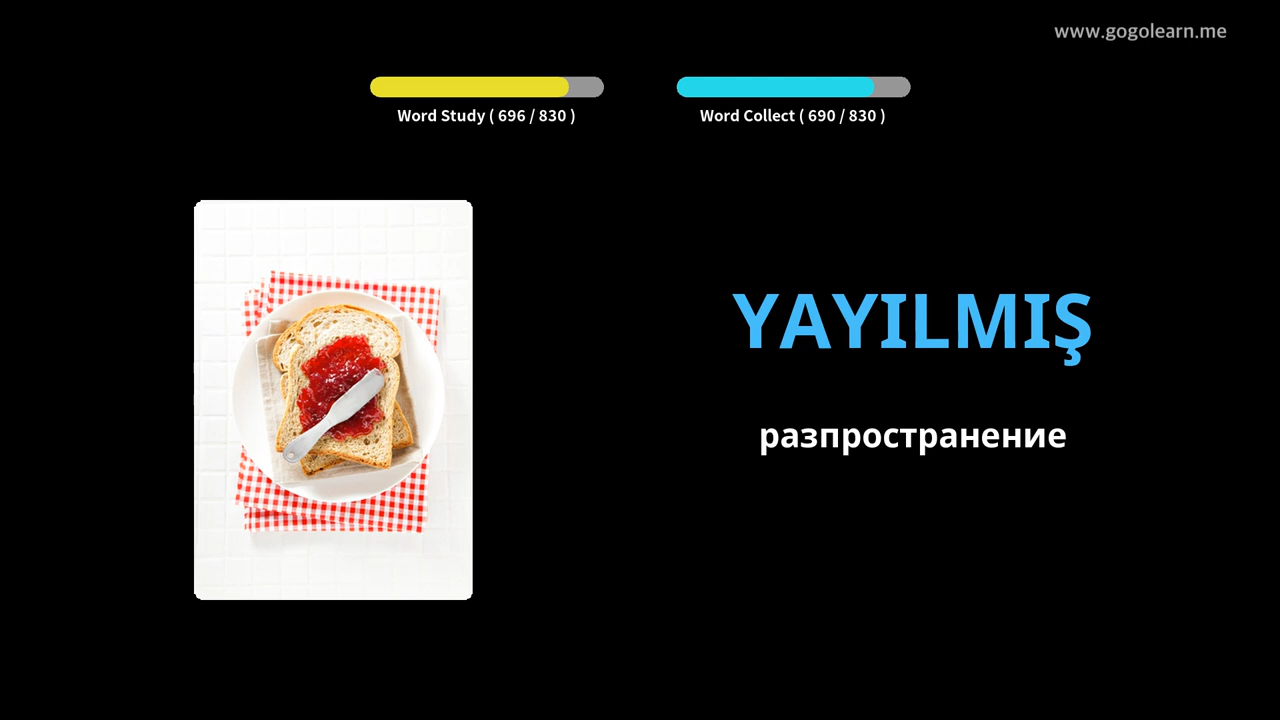 www.gogolearn.me
Word Study ( 696 / 830 )
Word Collect ( 690 / 830 )
YAYILMIŞ
разпространение